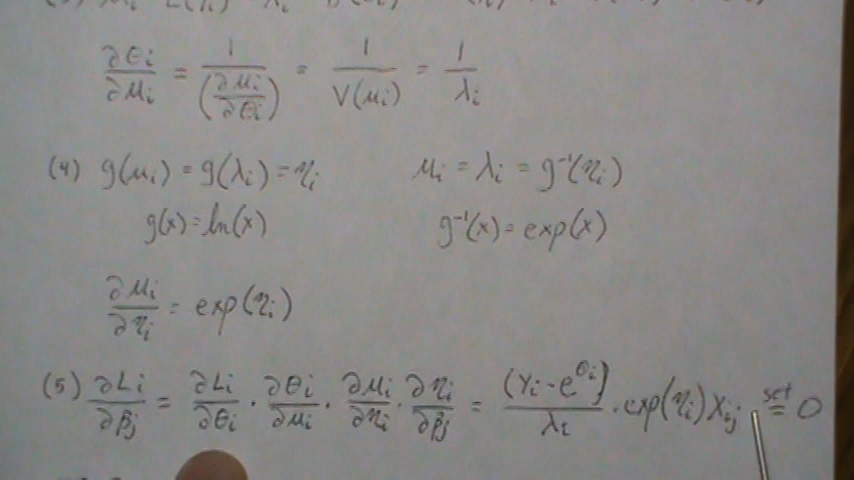 ∂θi/∂μi = 1/(∂μi/∂θi) = 1/V(μi) = 1/λi
(4) g(μi) = g(λi) = ηi    μi = λi = g⁻¹(ηi)
g(x) = ln(x)    g⁻¹(x) = exp(x)
∂μi/∂ηi = exp(ηi)
(5) ∂Li/∂βj = ∂Li/∂θi · ∂θi/∂μi · ∂μi/∂ηi · ∂ηi/∂βj = (Yi - e^θi)/λi · exp(ηi) Xij set= 0